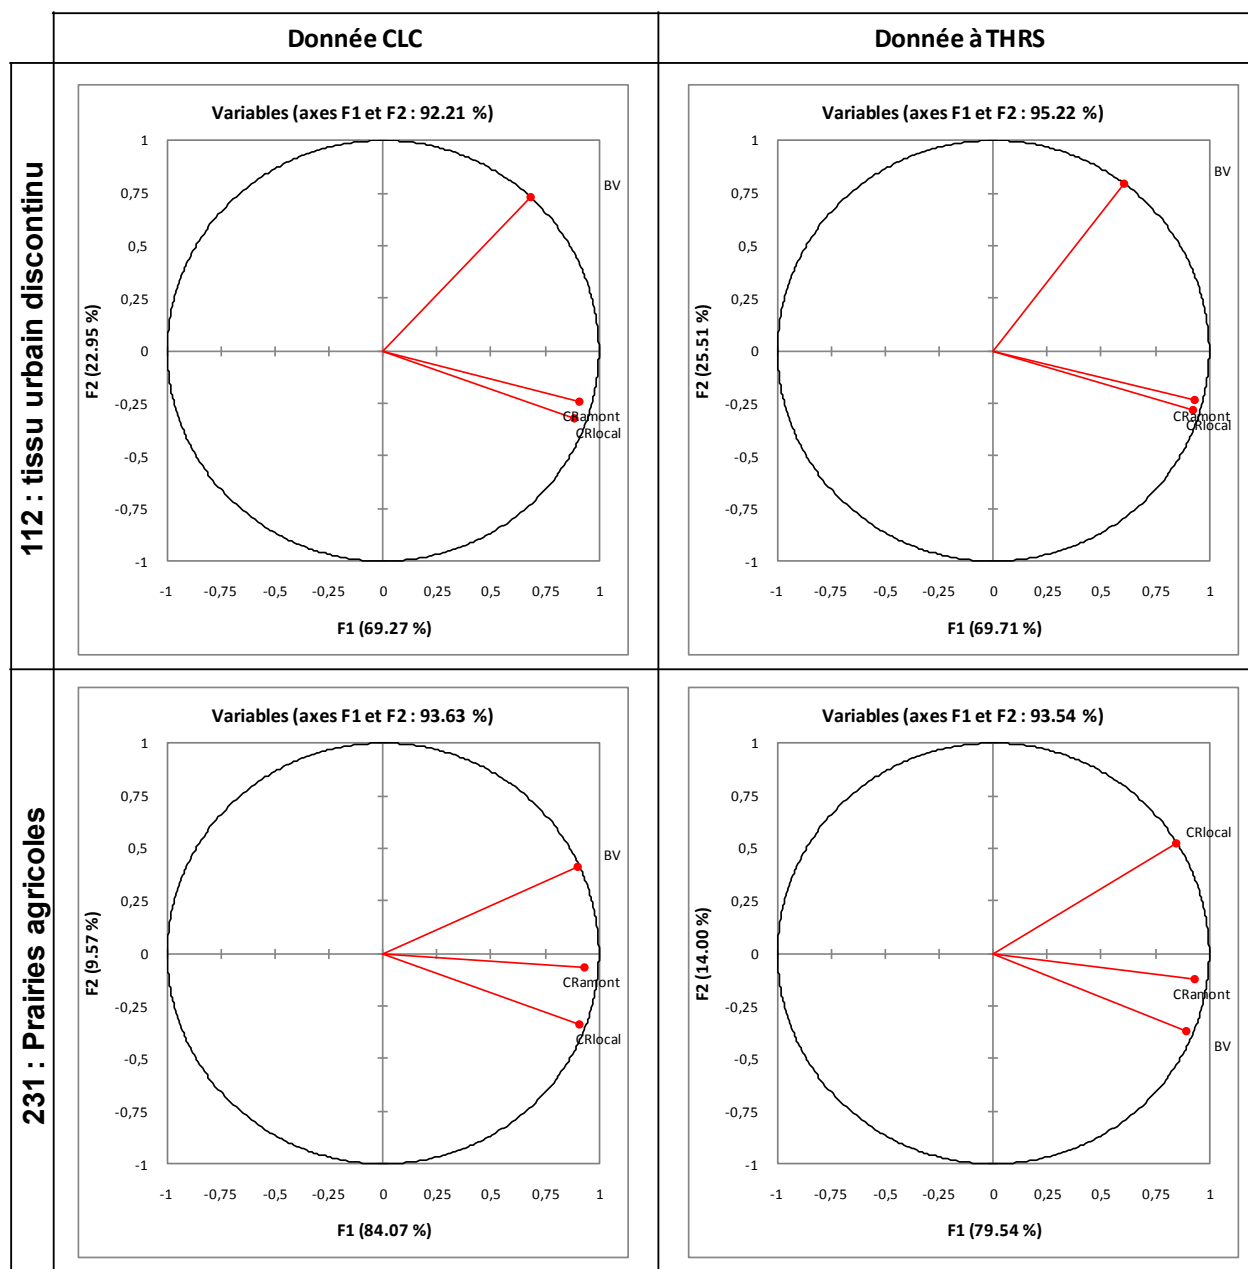 Donnée CLC
Donnée à THRS
112 : tissu urbain discontinu
Variables (axes F1 et F2 : 92.21 %)
1
0,75
0,5
0,25
0
-0,25
-0,5
-0,75
-1
F2 (22.95 %)
BV
CRamont
CRlocal
-1 -0,75 -0,5 -0,25 0 0,25 0,5 0,75 1
F1 (69.27 %)
Variables (axes F1 et F2 : 95.22 %)
1
0,75
0,5
0,25
0
-0,25
-0,5
-0,75
-1
F2 (25.51 %)
BV
CRamont
CRlocal
-1 -0,75 -0,5 -0,25 0 0,25 0,5 0,75 1
F1 (69.71 %)
231 : Prairies agricoles
Variables (axes F1 et F2 : 93.63 %)
1
0,75
0,5
0,25
0
-0,25
-0,5
-0,75
-1
F2 (9.57 %)
BV
CRamont
CRlocal
-1 -0,75 -0,5 -0,25 0 0,25 0,5 0,75 1
F1 (84.07 %)
Variables (axes F1 et F2 : 93.54 %)
1
0,75
0,5
0,25
0
-0,25
-0,5
-0,75
-1
F2 (14.00 %)
CRlocal
CRamont
BV
-1 -0,75 -0,5 -0,25 0 0,25 0,5 0,75 1
F1 (79.54 %)